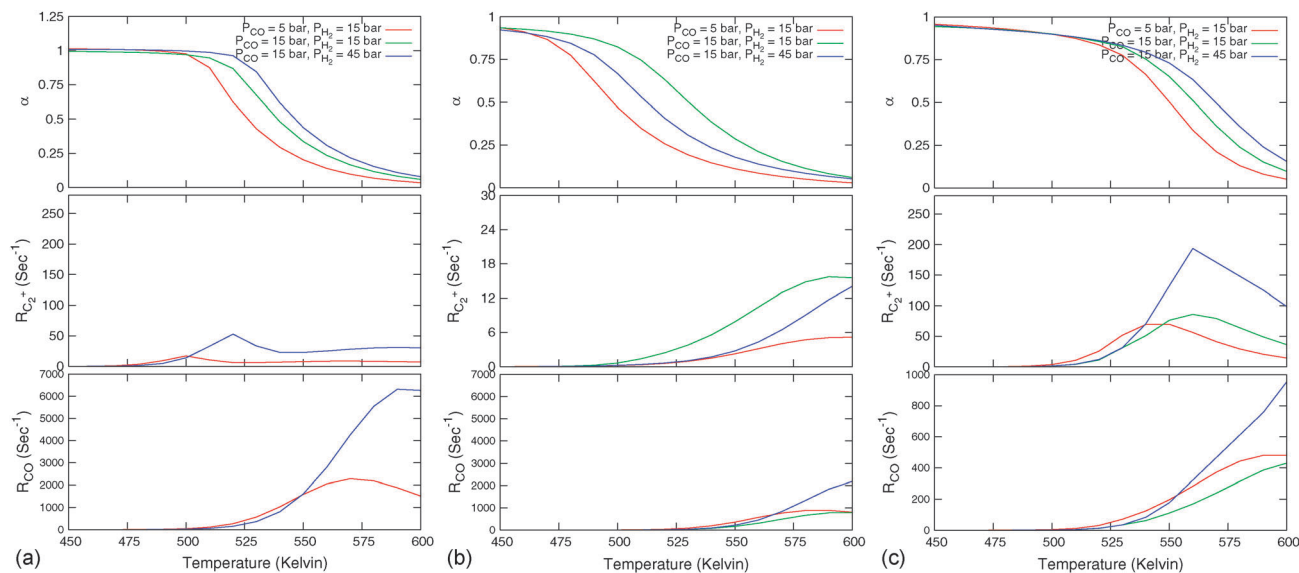 P_CO = 5 bar, P_H2 = 15 bar
P_CO = 15 bar, P_H2 = 15 bar
P_CO = 15 bar, P_H2 = 45 bar
1.25
1
0.75
0.5
0.25
0
α
250
200
150
100
50
0
R_C2+ (Sec⁻¹)
7000
6000
5000
4000
3000
2000
1000
0
R_CO (Sec⁻¹)
450 475 500 525 550 575 600
Temperature (Kelvin)
(a)
P_CO = 5 bar, P_H2 = 15 bar
P_CO = 15 bar, P_H2 = 15 bar
P_CO = 15 bar, P_H2 = 45 bar
1
0.75
0.5
0.25
0
α
30
24
18
12
6
0
R_C2+ (Sec⁻¹)
7000
6000
5000
4000
3000
2000
1000
0
R_CO (Sec⁻¹)
450 475 500 525 550 575 600
Temperature (Kelvin)
(b)
P_CO = 5 bar, P_H2 = 15 bar
P_CO = 15 bar, P_H2 = 15 bar
P_CO = 15 bar, P_H2 = 45 bar
1
0.75
0.5
0.25
0
α
250
200
150
100
50
0
R_C2+ (Sec⁻¹)
1000
800
600
400
200
0
R_CO (Sec⁻¹)
450 475 500 525 550 575 600
Temperature (Kelvin)
(c)